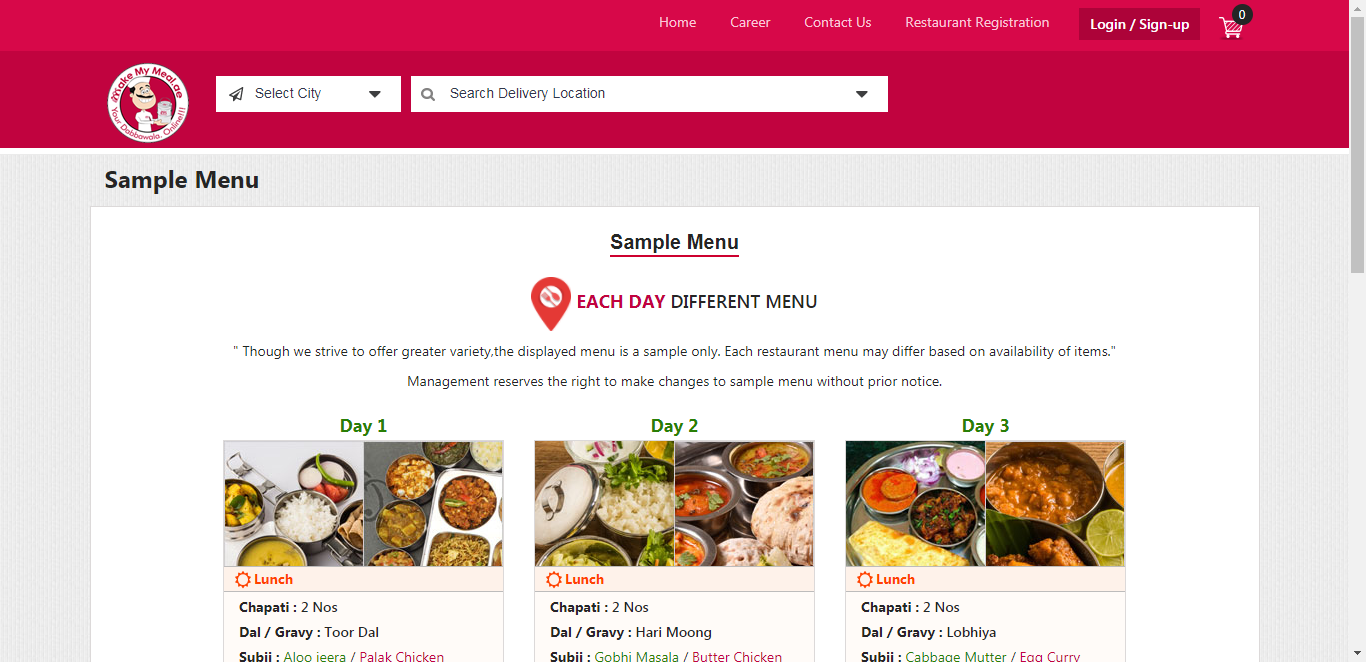 Home Career Contact Us Restaurant Registration Login / Sign-up 0
Make My Meal.ae
Your Dabbawala, Online!!!
Select City Search Delivery Location
Sample Menu
Sample Menu
EACH DAY DIFFERENT MENU
" Though we strive to offer greater variety,the displayed menu is a sample only. Each restaurant menu may differ based on availability of items."
Management reserves the right to make changes to sample menu without prior notice.
Day 1 Day 2 Day 3
Lunch Lunch Lunch
Chapati : 2 Nos Chapati : 2 Nos Chapati : 2 Nos
Dal / Gravy : Toor Dal Dal / Gravy : Hari Moong Dal / Gravy : Lobhiya
Subji : Aloo jeera / Palak Chicken Subji : Gobhi Masala / Butter Chicken Subji : Cabbage Mutter / Egg Curry